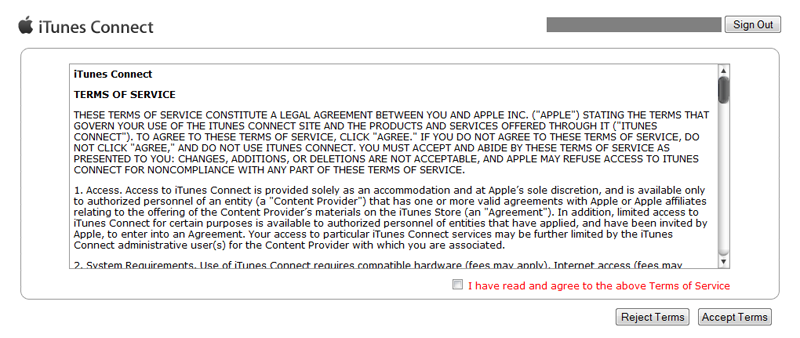 iTunes Connect
Sign Out
iTunes Connect
TERMS OF SERVICE
THESE TERMS OF SERVICE CONSTITUTE A LEGAL AGREEMENT BETWEEN YOU AND APPLE INC. ("APPLE") STATING THE TERMS THAT
GOVERN YOUR USE OF THE ITUNES CONNECT SITE AND THE PRODUCTS AND SERVICES OFFERED THROUGH IT ("ITUNES
CONNECT"). TO AGREE TO THESE TERMS OF SERVICE, CLICK "AGREE." IF YOU DO NOT AGREE TO THESE TERMS OF SERVICE, DO
NOT CLICK "AGREE," AND DO NOT USE ITUNES CONNECT. YOU MUST ACCEPT AND ABIDE BY THESE TERMS OF SERVICE AS
PRESENTED TO YOU: CHANGES, ADDITIONS, OR DELETIONS ARE NOT ACCEPTABLE, AND APPLE MAY REFUSE ACCESS TO ITUNES
CONNECT FOR NONCOMPLIANCE WITH ANY PART OF THESE TERMS OF SERVICE.
1. Access. Access to iTunes Connect is provided solely as an accommodation and at Apple´s sole discretion, and is available only
to authorized personnel of an entity (a "Content Provider") that has one or more valid agreements with Apple or Apple affiliates
relating to the offering of the Content Provider´s materials on the iTunes Store (an "Agreement"). In addition, limited access to
iTunes Connect for certain purposes is available to authorized personnel of entities that have applied, and have been invited by
Apple, to enter into an Agreement. Your access to particular iTunes Connect services may be further limited by the iTunes
Connect administrative user(s) for the Content Provider with which you are associated.
2. System Requirements. Use of iTunes Connect requires compatible hardware (fees may apply), Internet access (fees may
I have read and agree to the above Terms of Service
Reject Terms
Accept Terms